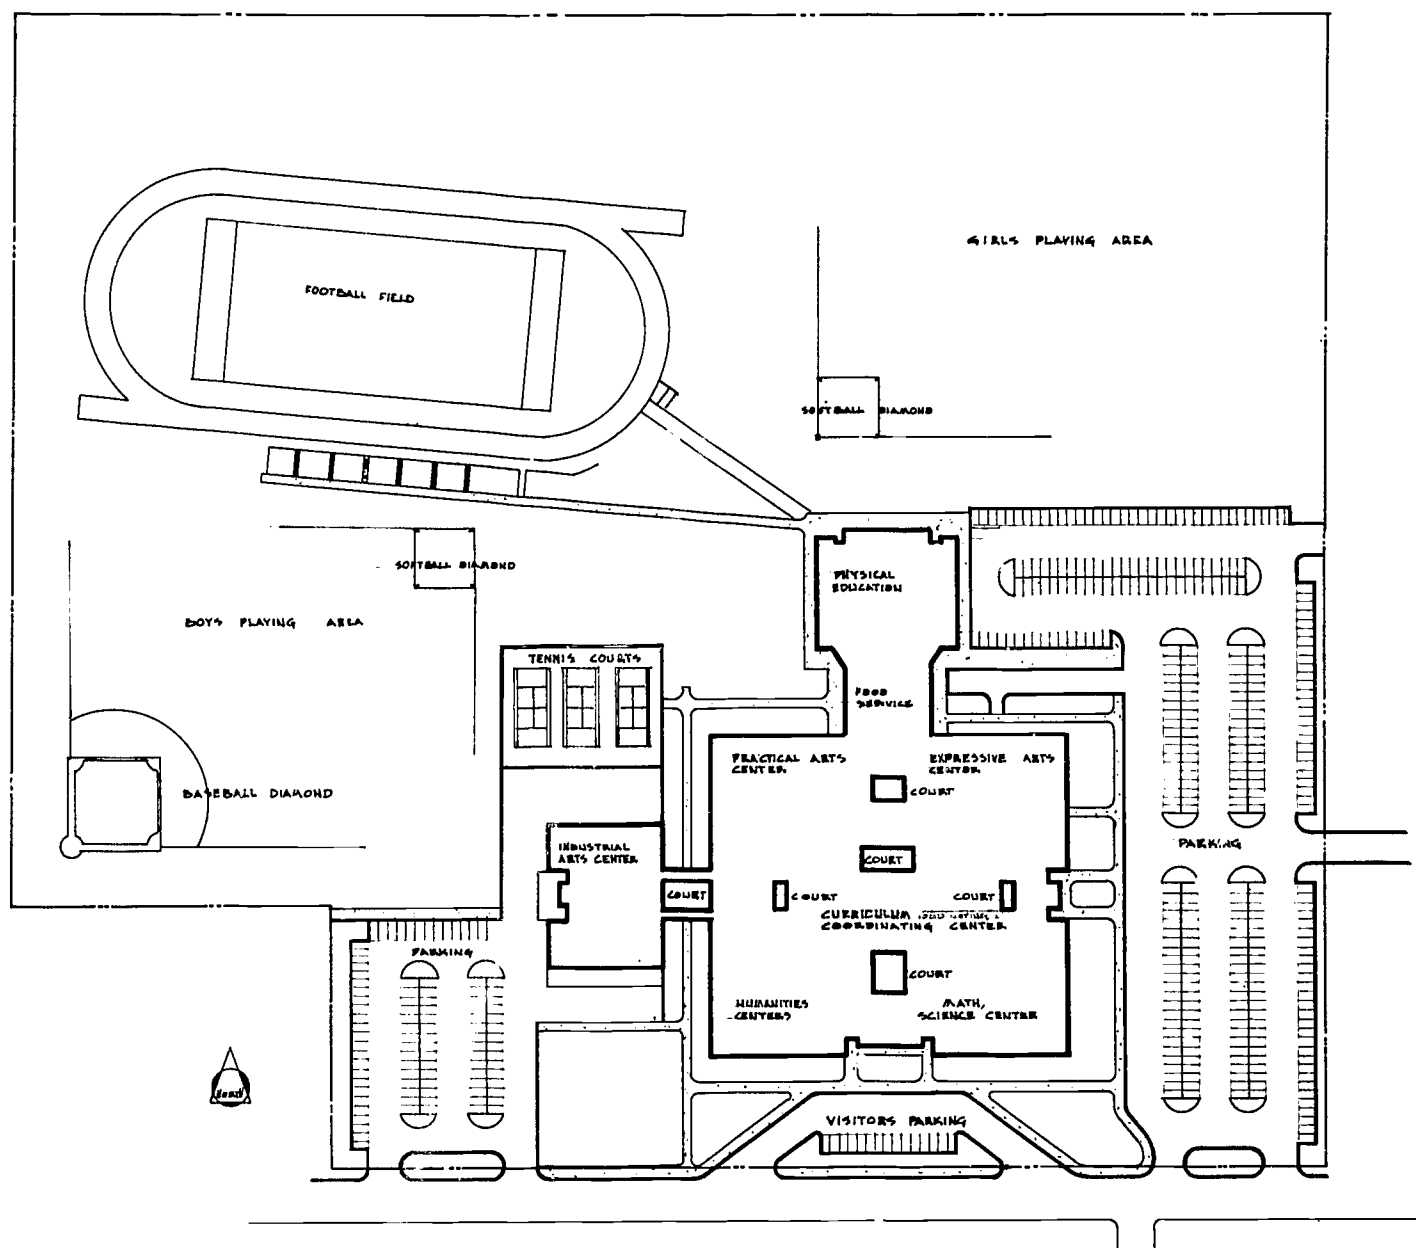 GIRLS PLAYING AREA
FOOTBALL FIELD
SOFTBALL DIAMOND
SOFTBALL DIAMOND
PHYSICAL
EDUCATION
BOYS PLAYING AREA
TENNIS COURTS
FOOD
SERVICE
PRACTICAL ARTS
CENTER
EXPRESSIVE ARTS
CENTER
COURT
BASEBALL DIAMOND
PARKING
INDUSTRIAL
ARTS CENTER
COURT
COURT
COURT
COURT
CURRICULUM
COORDINATING CENTER
PARKING
COURT
HUMANITIES
CENTERS
MATH,
SCIENCE CENTER
NORTH
VISITORS PARKING